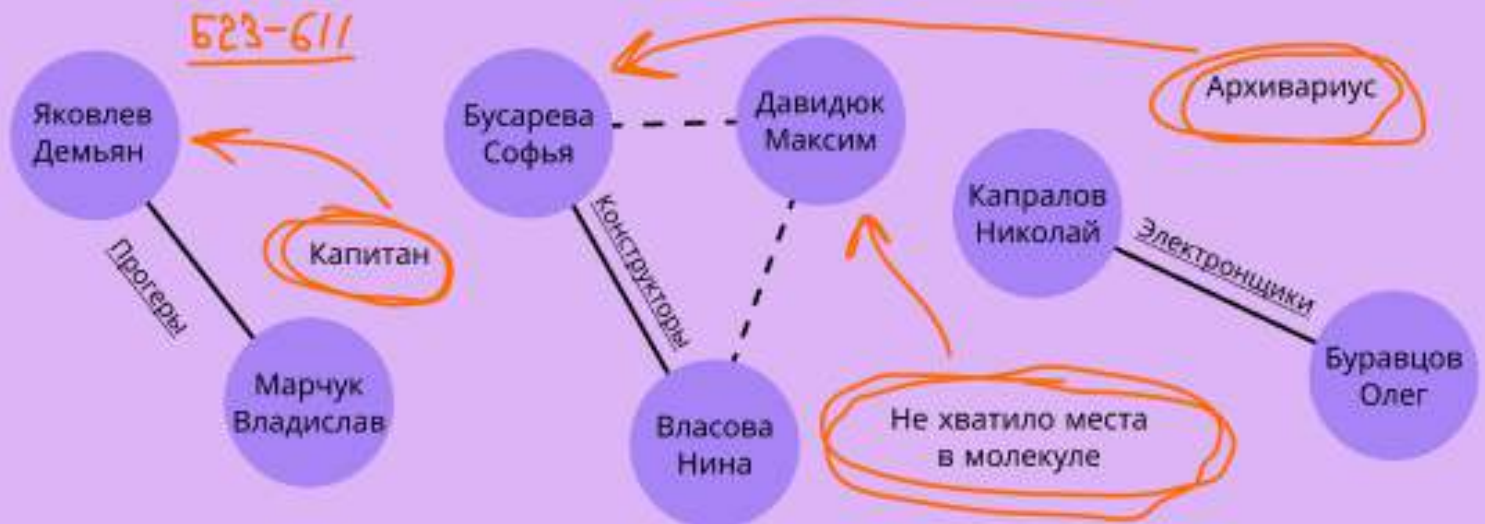 Б23-611
Яковлев
Демьян
Прогеры
Капитан
Марчук
Владислав
Бусарева
Софья
Давидюк
Максим
Конструкторы
Власова
Нина
Не хватило места
в молекуле
Архивариус
Капралов
Николай
Электронщики
Буравцов
Олег